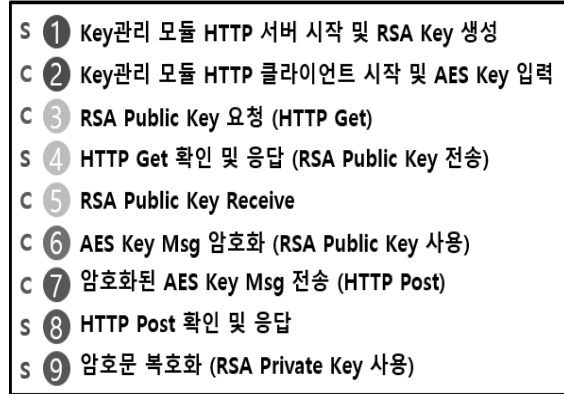 S 1 Key관리 모듈 HTTP 서버 시작 및 RSA Key 생성
C 2 Key관리 모듈 HTTP 클라이언트 시작 및 AES Key 입력
C 3 RSA Public Key 요청 (HTTP Get)
S 4 HTTP Get 확인 및 응답 (RSA Public Key 전송)
C 5 RSA Public Key Receive
C 6 AES Key Msg 암호화 (RSA Public Key 사용)
C 7 암호화된 AES Key Msg 전송 (HTTP Post)
S 8 HTTP Post 확인 및 응답
S 9 암호문 복호화 (RSA Private Key 사용)